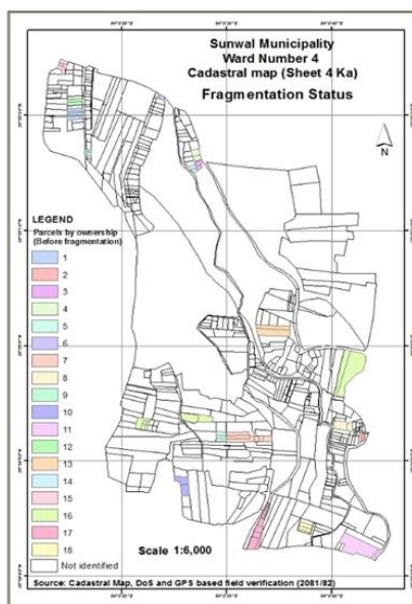 Sunwal Municipality
Ward Number 4
Cadastral map (Sheet 4 Ka)
Fragmentation Status
N
LEGEND
Parcels by ownership
(Before fragmentation)
1
2
3
4
5
6
7
8
9
10
11
12
13
14
15
16
17
18
Not identified
Scale 1:6,000
Source: Cadastral Map, DoS and GPS based field verification (2081/82)